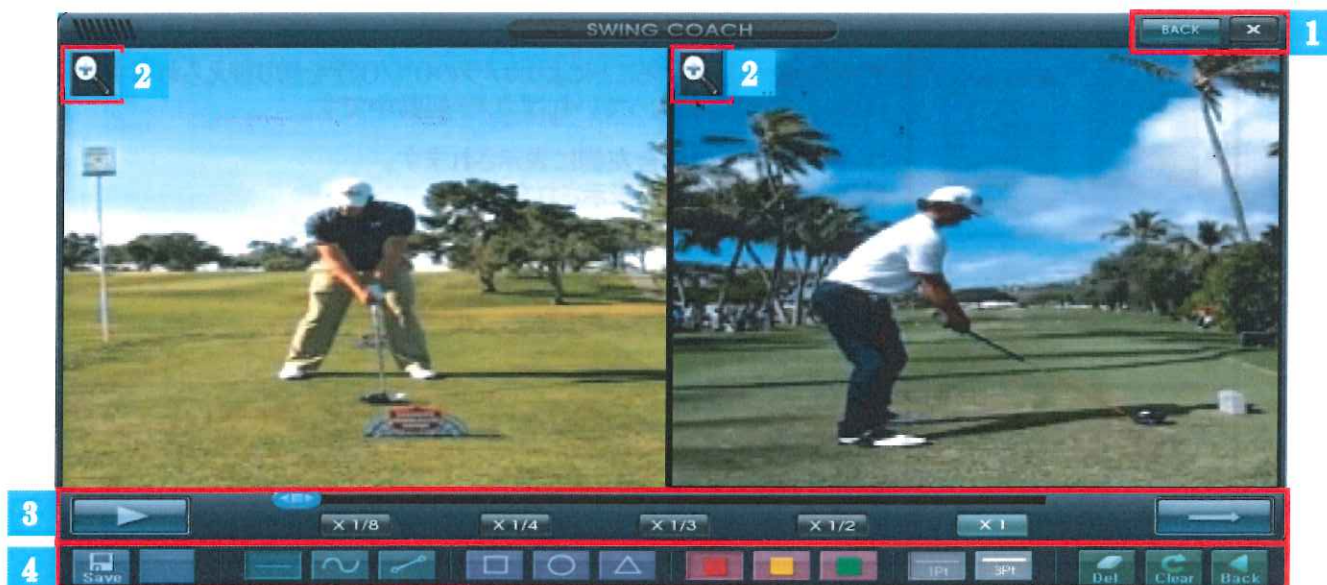 SWING COACH
BACK
1
2
2
3
X 1/8
X 1/4
X 1/3
X 1/2
X 1
4
Save
1Pt
3Pt
Del
Clear
Back